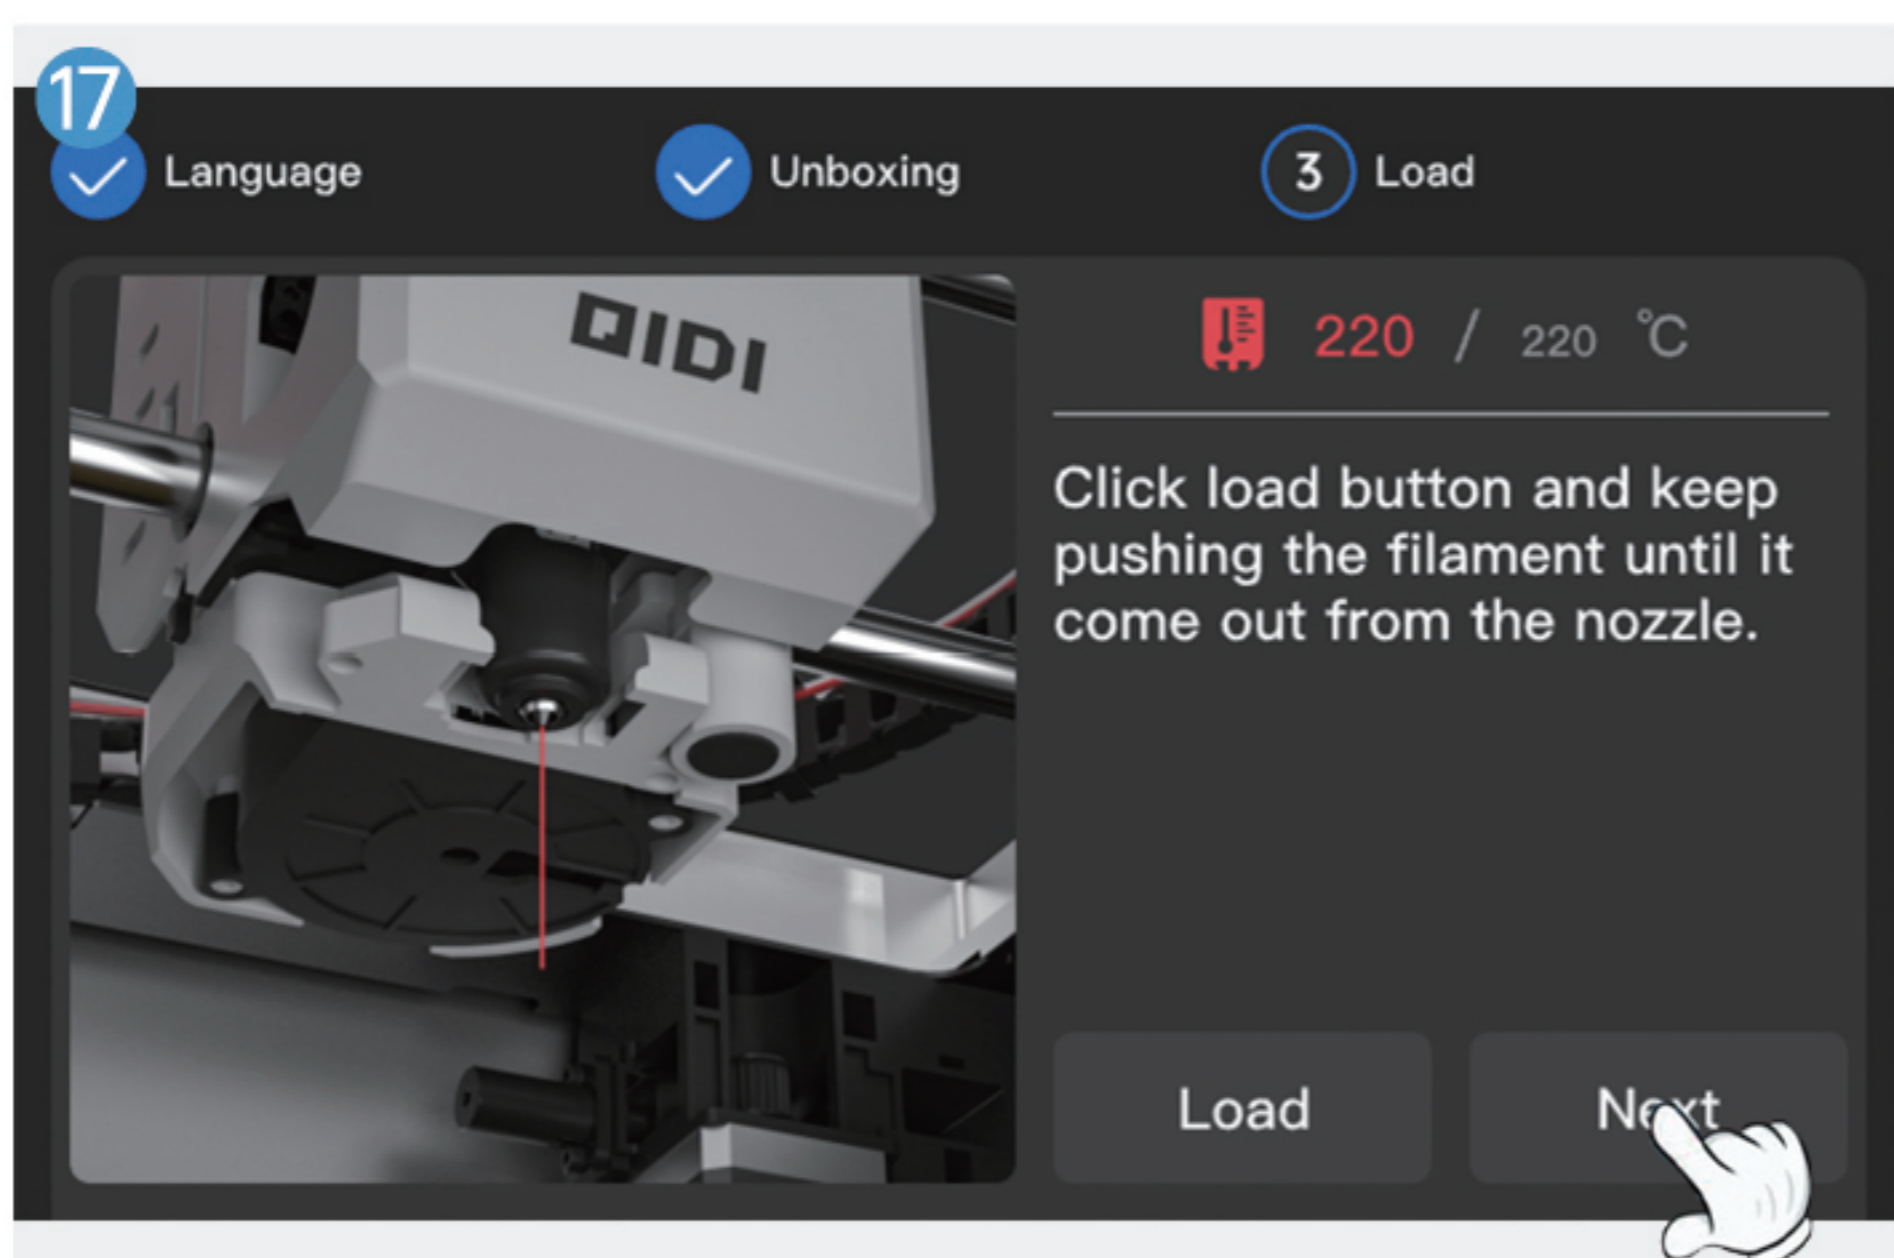 17
Language
Unboxing
3 Load
QIDI
220 / 220 °C
Click load button and keep
pushing the filament until it
come out from the nozzle.
Load
Next